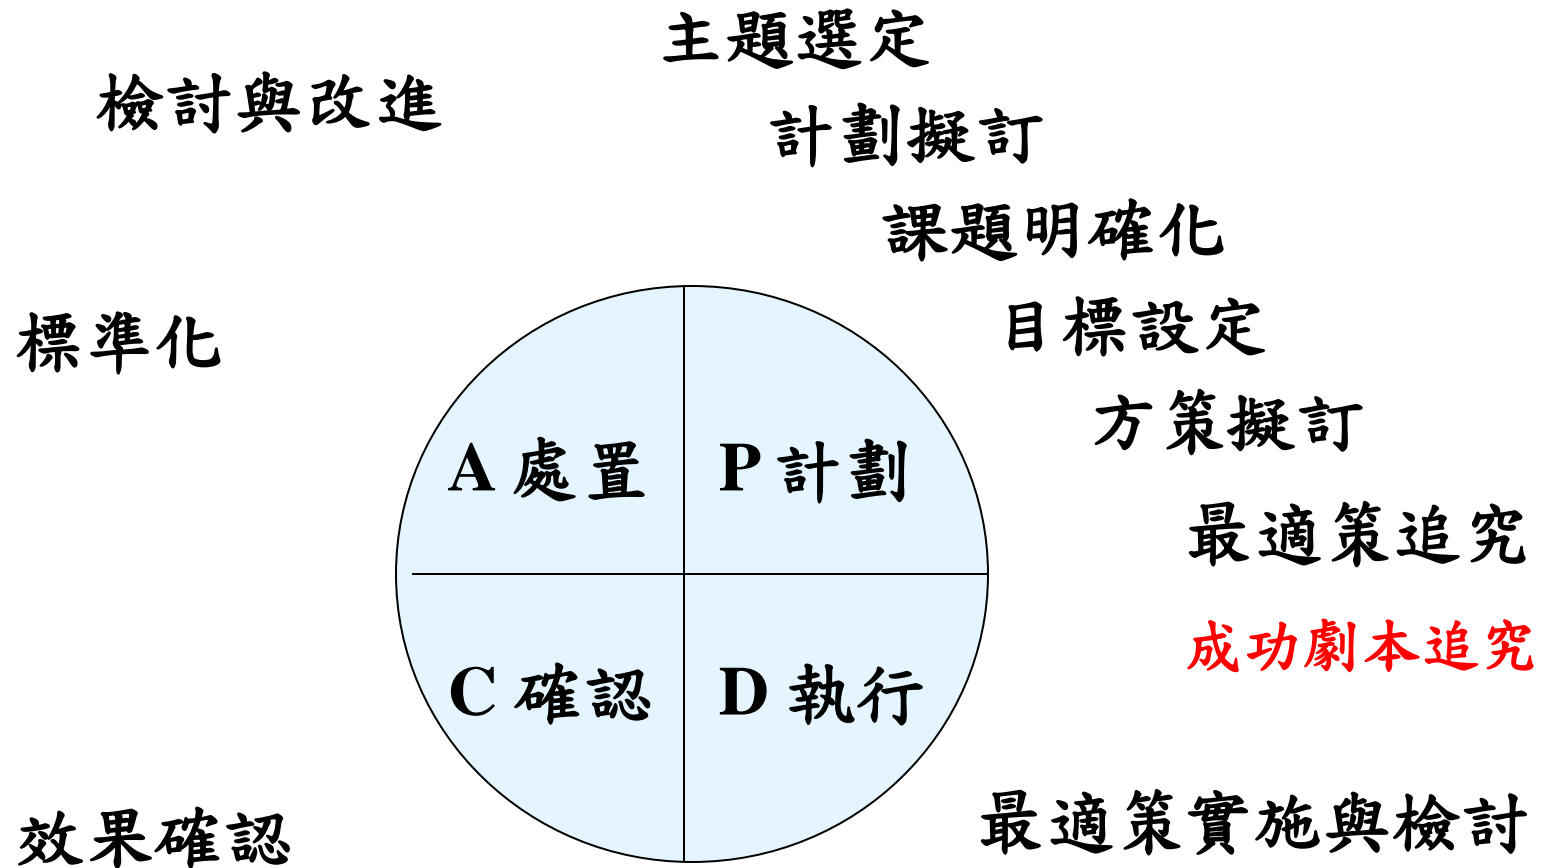 主題選定
檢討與改進
計劃擬訂
課題明確化
目標設定
標準化
方策擬訂
A 處置
P 計劃
最適策追究
成功劇本追究
C 確認
D 執行
最適策實施與檢討
效果確認